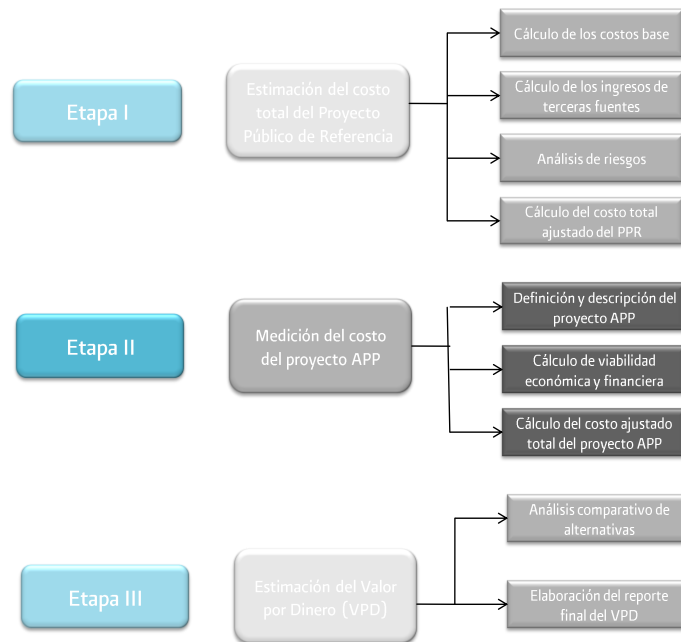 Etapa I
Estimación del costo
total del Proyecto
Público de Referencia
Cálculo de los costos base
Cálculo de los ingresos de
terceras fuentes
Análisis de riesgos
Cálculo del costo total
ajustado del PPR
Etapa II
Medición del costo
del proyecto APP
Definición y descripción del
proyecto APP
Cálculo de viabilidad
económica y financiera
Cálculo del costo ajustado
total del proyecto APP
Etapa III
Estimación del Valor
por Dinero (VPD)
Análisis comparativo de
alternativas
Elaboración del reporte
final del VPD